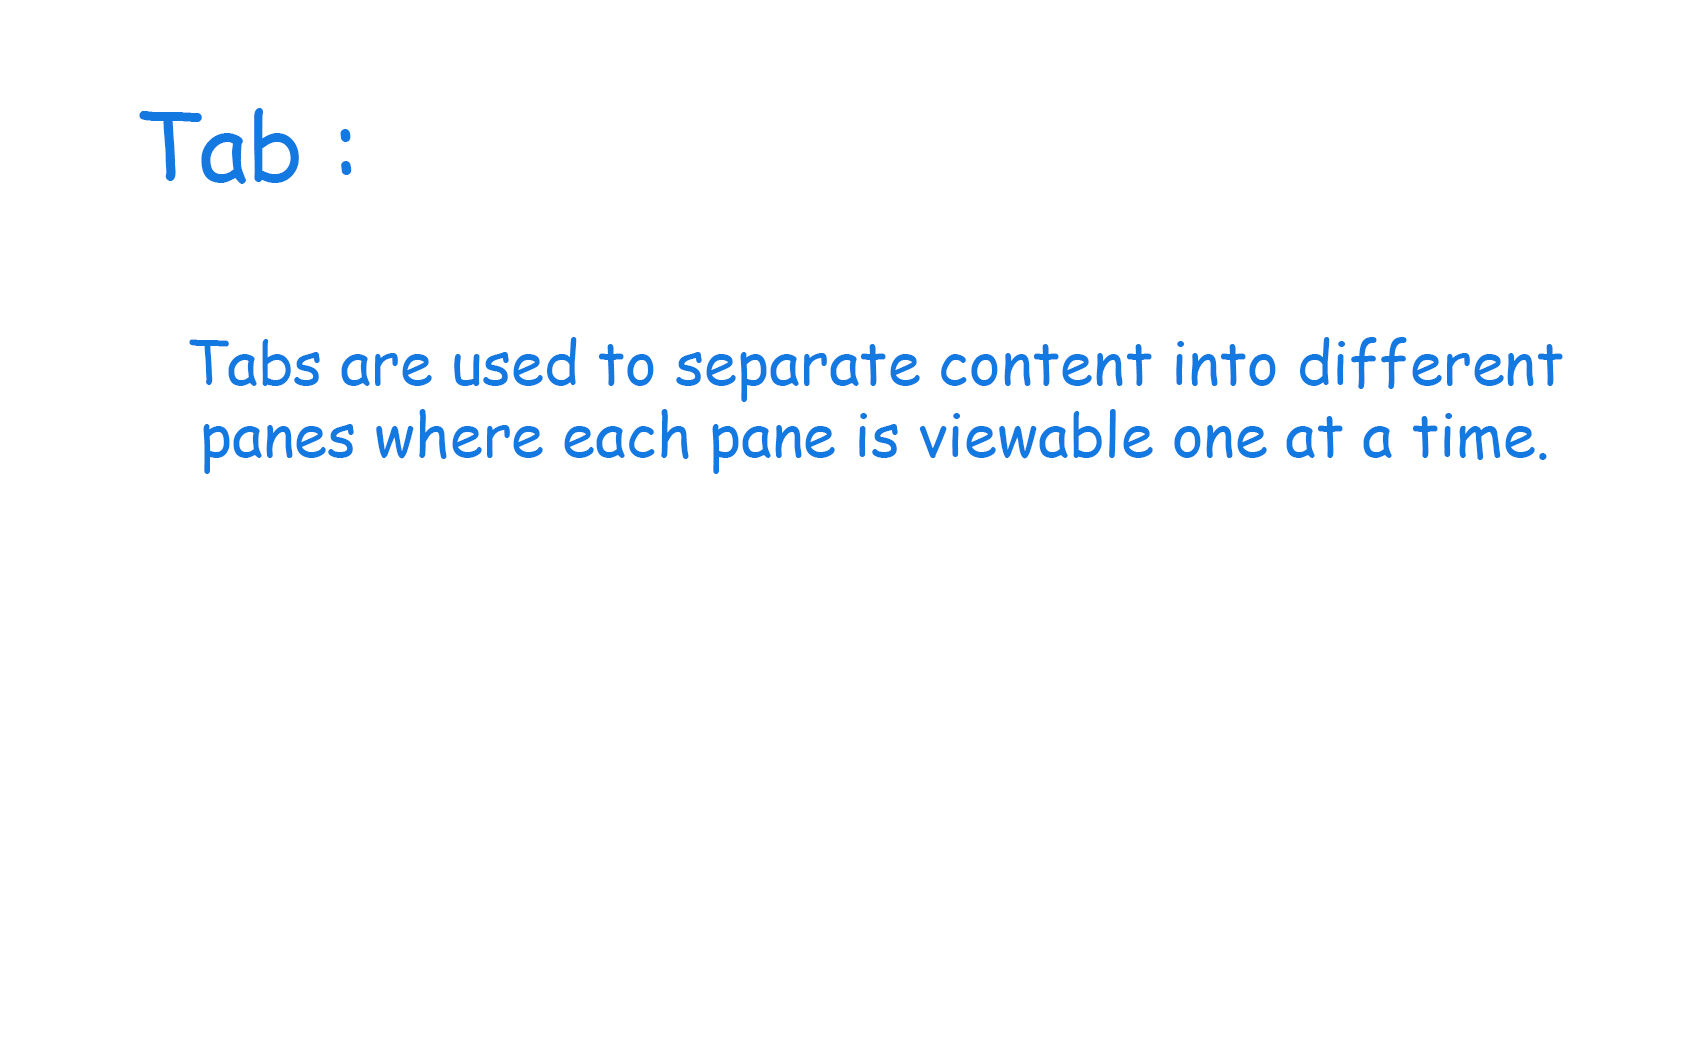 Tab :
Tabs are used to separate content into different
panes where each pane is viewable one at a time.